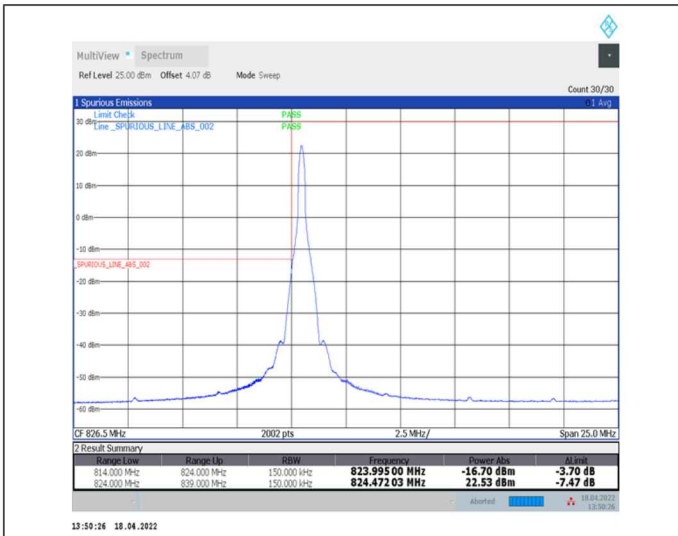 MultiView Spectrum
Ref Level 25.00 dBm Offset 4.07 dB Mode Sweep
Count 30/30
1 Spurious Emissions 1 Avg
Limit Check PASS
30 dBm
Line _SPURIOUS_LINE_ABS_002 PASS
20 dBm
10 dBm
0 dBm
-10 dBm
_SPURIOUS_LINE_ABS_002
-20 dBm
-30 dBm
-40 dBm
-50 dBm
-60 dBm
CF 826.5 MHz 2002 pts 2.5 MHz/ Span 25.0 MHz
2 Result Summary
Range Low Range Up RBW Frequency Power Abs ΔLimit
814.000 MHz 824.000 MHz 150.000 kHz 823.99500 MHz -16.70 dBm -3.70 dB
824.000 MHz 839.000 MHz 150.000 kHz 824.47203 MHz 22.53 dBm -7.47 dB
Aborted 18.04.2022
13:50:26
13:50:26 18.04.2022